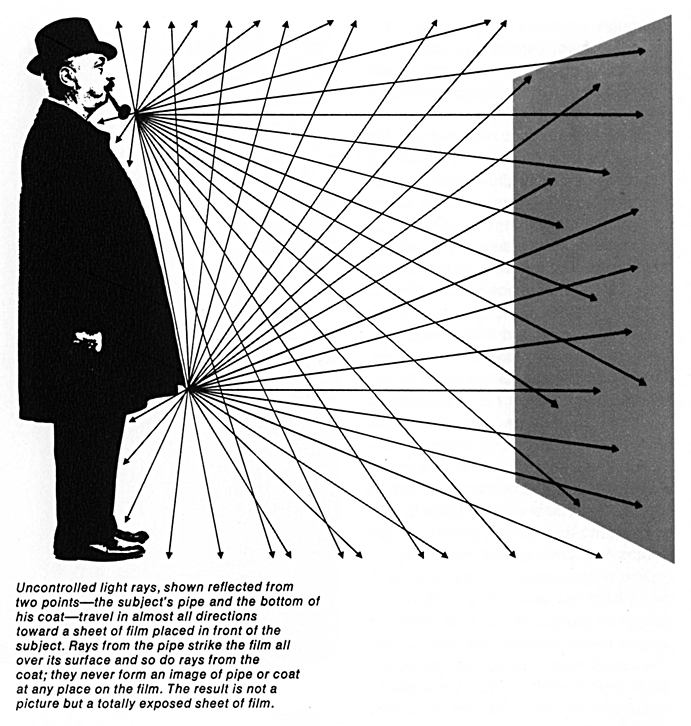 Uncontrolled light rays, shown reflected from
two points—the subject's pipe and the bottom of
his coat—travel in almost all directions
toward a sheet of film placed in front of the
subject. Rays from the pipe strike the film all
over its surface and so do rays from the
coat; they never form an image of pipe or coat
at any place on the film. The result is not a
picture but a totally exposed sheet of film.